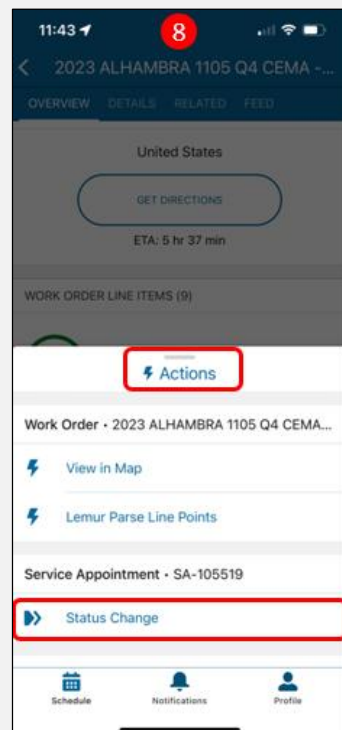 11:43
8
2023 ALHAMBRA 1105 Q4 CEMA -...
OVERVIEW DETAILS RELATED FEED
United States
GET DIRECTIONS
ETA: 5 hr 37 min
WORK ORDER LINE ITEMS (9)
Actions
Work Order • 2023 ALHAMBRA 1105 Q4 CEMA...
View in Map
Lemur Parse Line Points
Service Appointment • SA-105519
Status Change
Schedule Notifications Profile